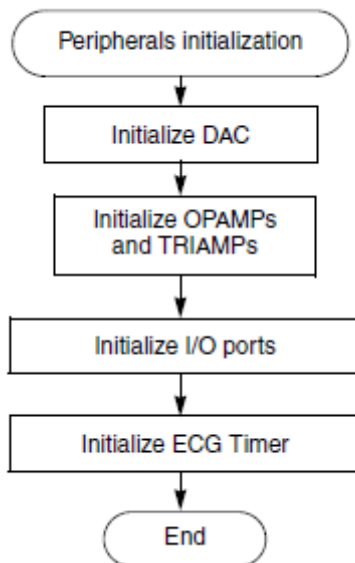 Peripherals initialization
Initialize DAC
Initialize OPAMPs
and TRIAMPs
Initialize I/O ports
Initialize ECG Timer
End